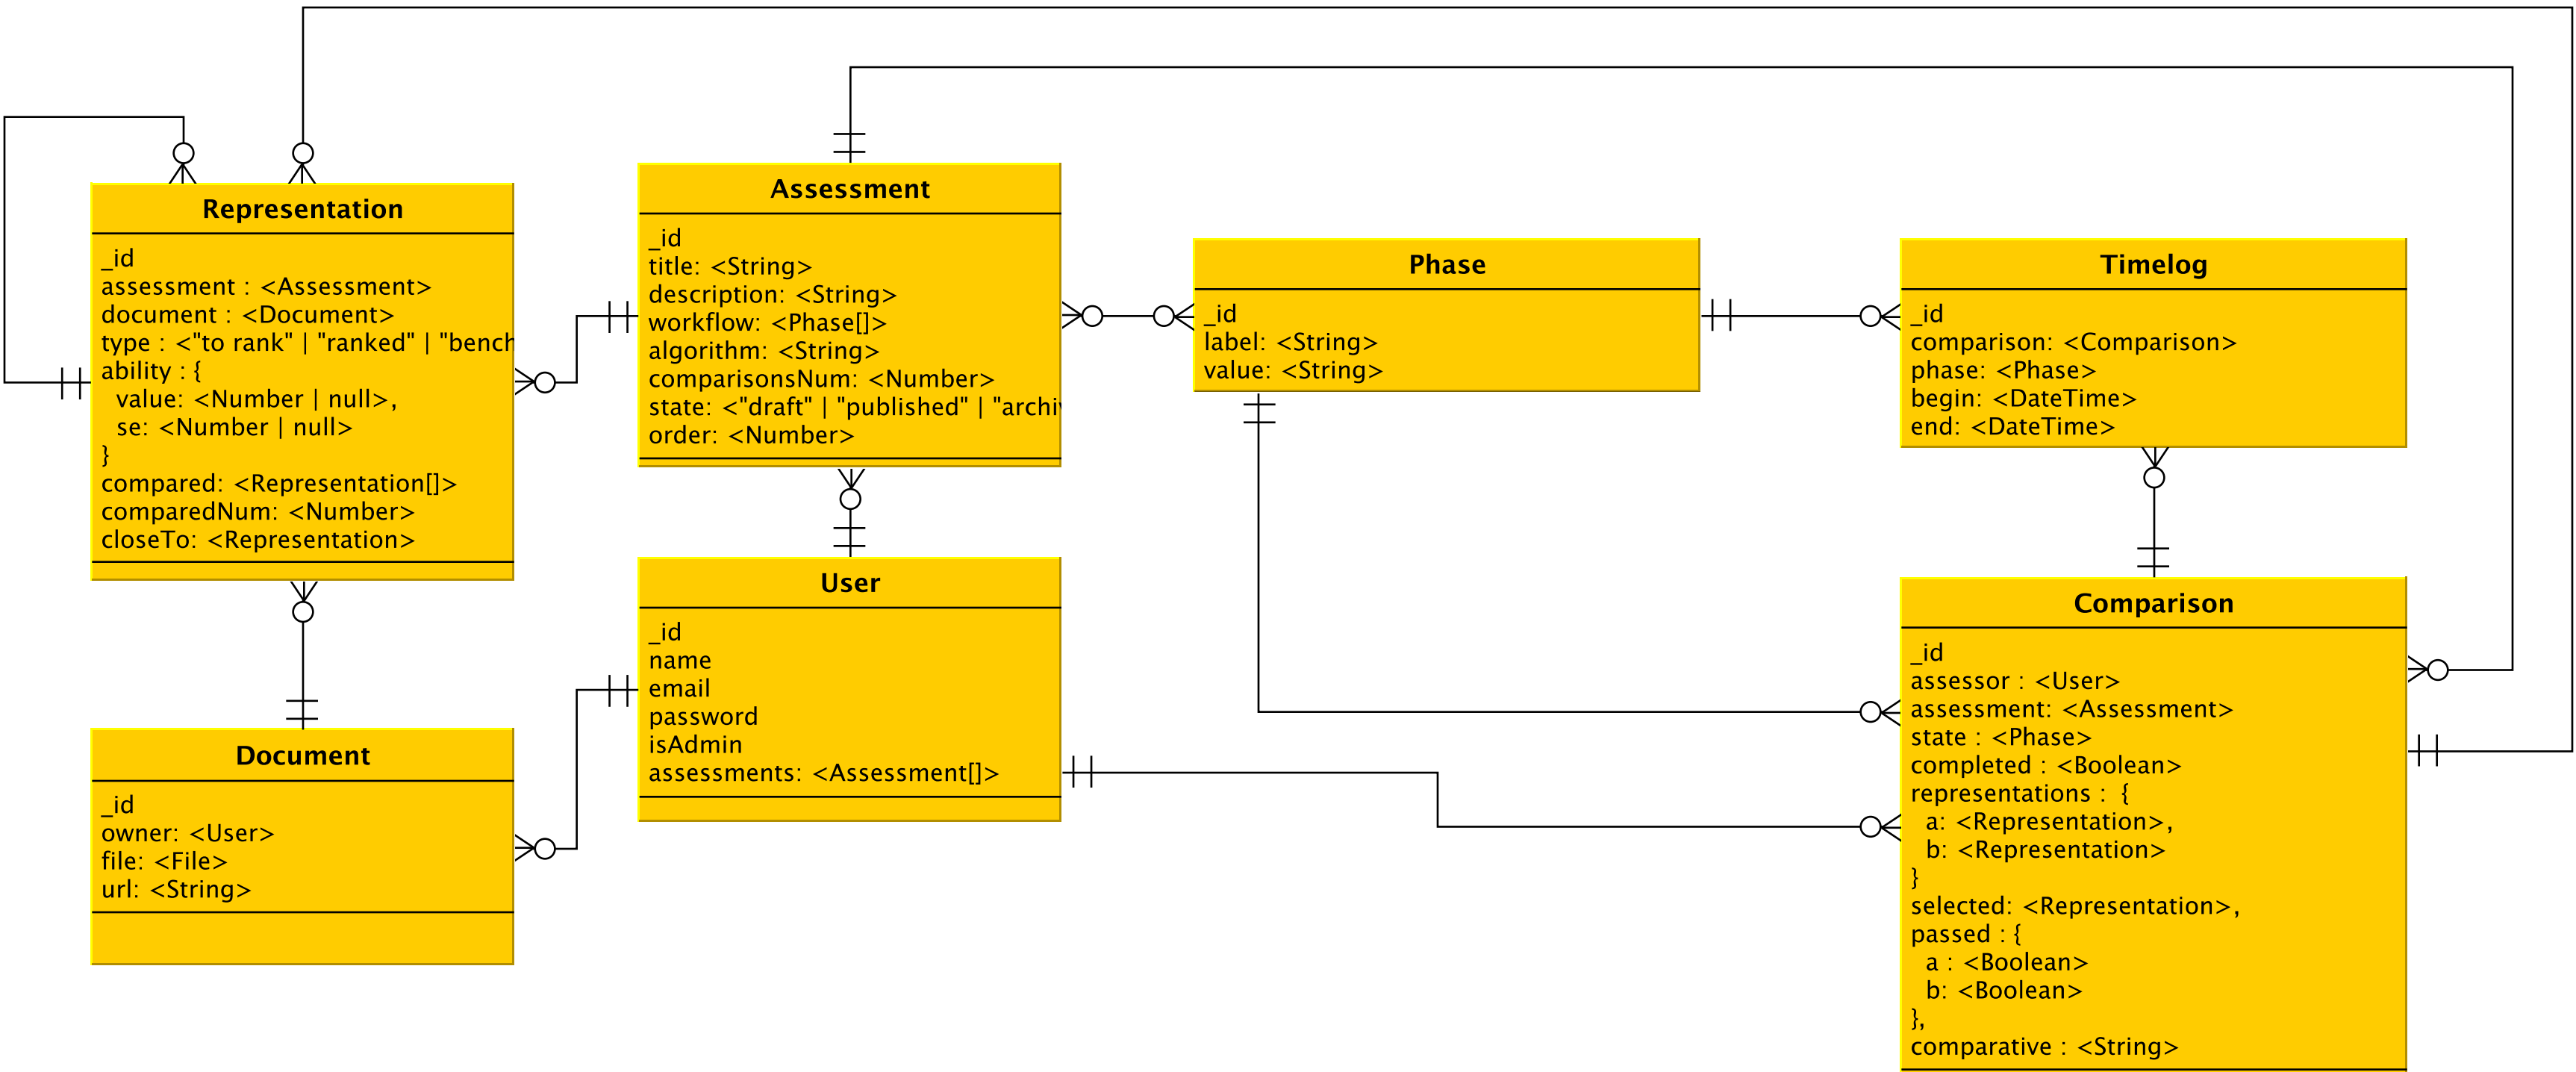 Representation
_id
assessment : <Assessment>
document : <Document>
type : <"to rank" | "ranked" | "bench
ability : {
value: <Number | null>,
se: <Number | null>
}
compared: <Representation[]>
comparedNum: <Number>
closeTo: <Representation>
Assessment
_id
title: <String>
description: <String>
workflow: <Phase[]>
algorithm: <String>
comparisonsNum: <Number>
state: <"draft" | "published" | "archi
order: <Number>
Phase
_id
label: <String>
value: <String>
Timelog
_id
comparison: <Comparison>
phase: <Phase>
begin: <DateTime>
end: <DateTime>
Document
_id
owner: <User>
file: <File>
url: <String>
User
_id
name
email
password
isAdmin
assessments: <Assessment[]>
Comparison
_id
assessor : <User>
assessment: <Assessment>
state : <Phase>
completed : <Boolean>
representations :  {
a: <Representation>,
b: <Representation>
}
selected: <Representation>,
passed : {
a : <Boolean>
b: <Boolean>
},
comparative : <String>